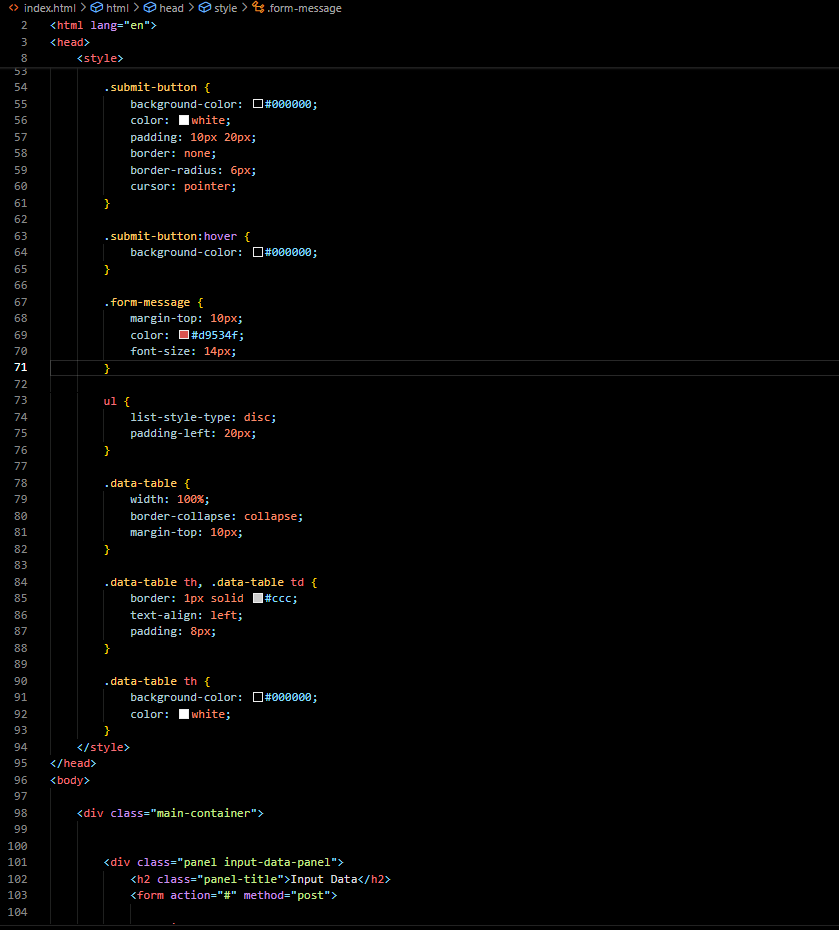 index.html > html > head > style > .form-message
2 <html lang="en">
3 <head>
8 <style>
53
54 .submit-button {
55 background-color: #000000;
56 color: white;
57 padding: 10px 20px;
58 border: none;
59 border-radius: 6px;
60 cursor: pointer;
61 }
62
63 .submit-button:hover {
64 background-color: #000000;
65 }
66
67 .form-message {
68 margin-top: 10px;
69 color: #d9534f;
70 font-size: 14px;
71 }
72
73 ul {
74 list-style-type: disc;
75 padding-left: 20px;
76 }
77
78 .data-table {
79 width: 100%;
80 border-collapse: collapse;
81 margin-top: 10px;
82 }
83
84 .data-table th, .data-table td {
85 border: 1px solid #ccc;
86 text-align: left;
87 padding: 8px;
88 }
89
90 .data-table th {
91 background-color: #000000;
92 color: white;
93 }
94 </style>
95 </head>
96 <body>
97
98 <div class="main-container">
99
100
101 <div class="panel input-data-panel">
102 <h2 class="panel-title">Input Data</h2>
103 <form action="#" method="post">
104